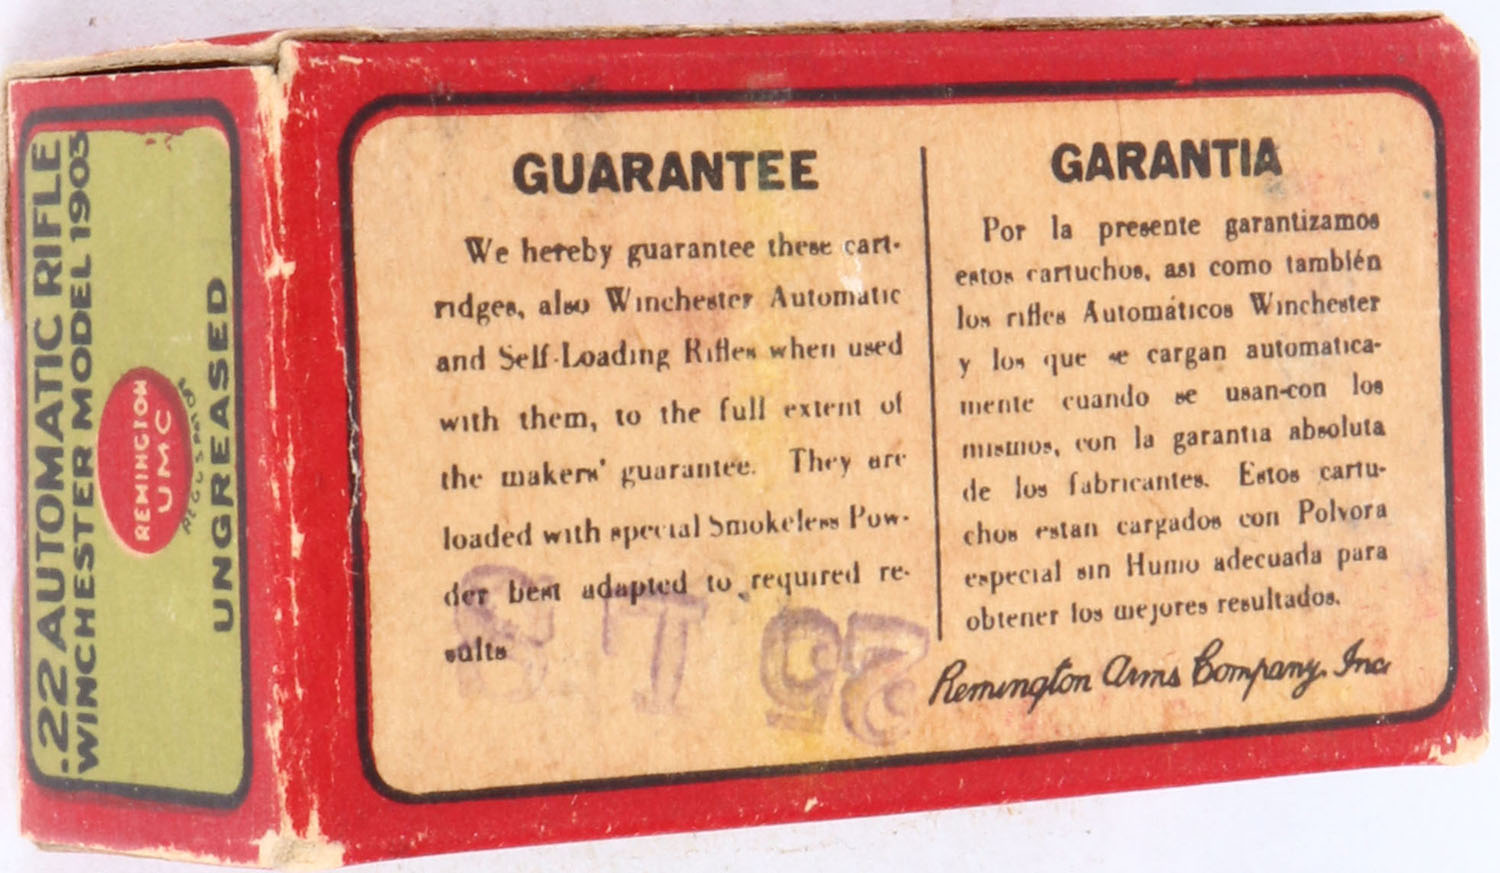 .22 AUTOMATIC RIFLE
WINCHESTER MODEL 1903
REMINGTON
UMC
REG U.S. PAT. OFF.
UNGREASED
GUARANTEE
We hereby guarantee these cart-
ridges, also Winchester Automatic
and Self-Loading Rifles when used
with them, to the full extent of
the makers' guarantee. They are
loaded with special Smokeless Pow-
der best adapted to required re-
sults
GARANTIA
Por la presente garantizamos
estos cartuchos, asi como también
los rifles Automáticos Winchester
y los que se cargan automatica-
mente cuando se usan-con los
mismos, con la garantia absoluta
de los fabricantes. Estos cartu-
chos estan cargados con Polvora
especial sin Humo adecuada para
obtener los mejores resultados.
Remington Arms Company, Inc.